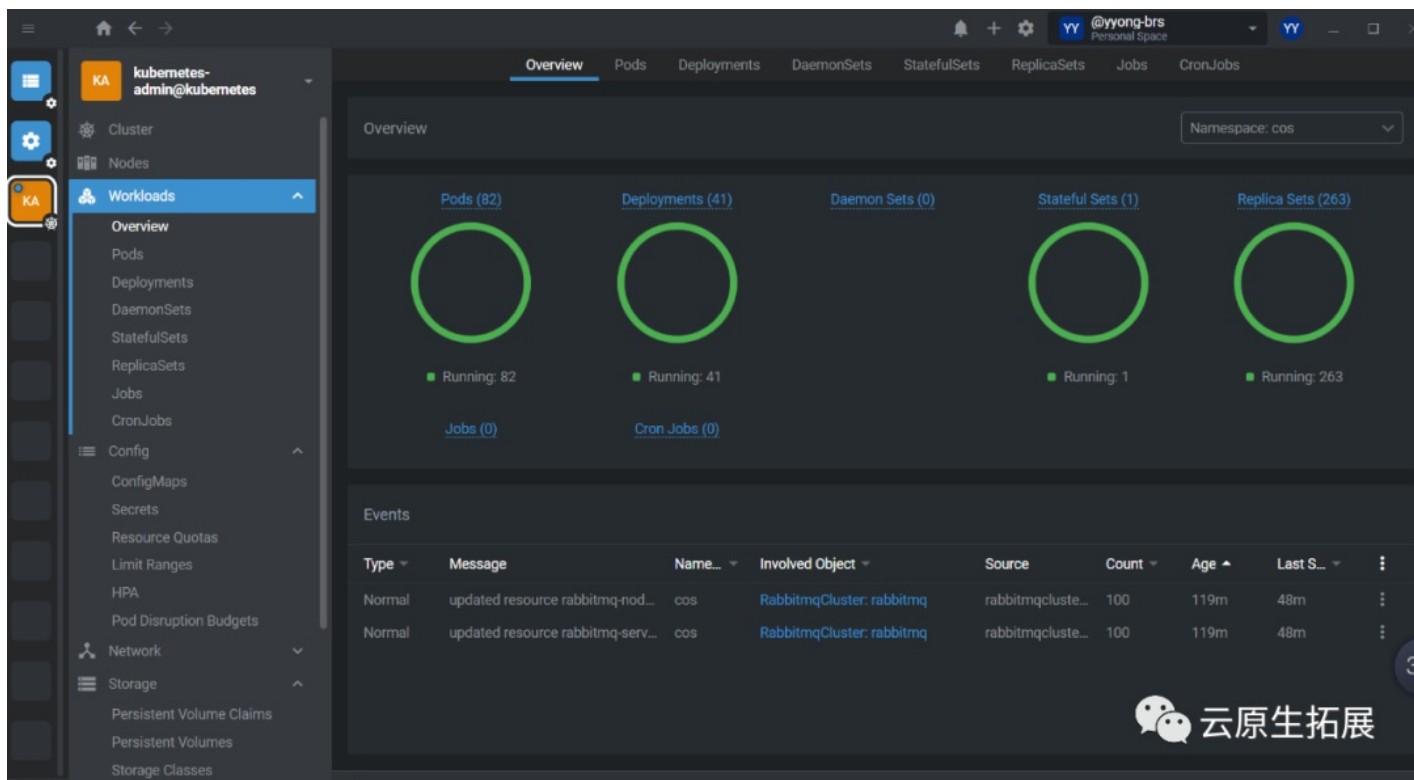 YY @yyong-brs YY
Personal Space
KA kubernetes-
admin@kubernetes
Overview Pods Deployments DaemonSets StatefulSets ReplicaSets Jobs CronJobs
KA
Cluster
Nodes
Workloads
Overview
Pods
Deployments
DaemonSets
StatefulSets
ReplicaSets
Jobs
CronJobs
Config
ConfigMaps
Secrets
Resource Quotas
Limit Ranges
HPA
Pod Disruption Budgets
Network
Storage
Persistent Volume Claims
Persistent Volumes
Storage Classes
Overview Namespace: cos
Pods (82) Deployments (41) Daemon Sets (0) Stateful Sets (1) Replica Sets (263)
Running: 82 Running: 41 Running: 1 Running: 263
Jobs (0) Cron Jobs (0)
Events
Type Message Name... Involved Object Source Count Age Last S...
Normal updated resource rabbitmq-nod... cos RabbitmqCluster: rabbitmq rabbitmqcluste... 100 119m 48m
Normal updated resource rabbitmq-serv... cos RabbitmqCluster: rabbitmq rabbitmqcluste... 100 119m 48m
云原生拓展